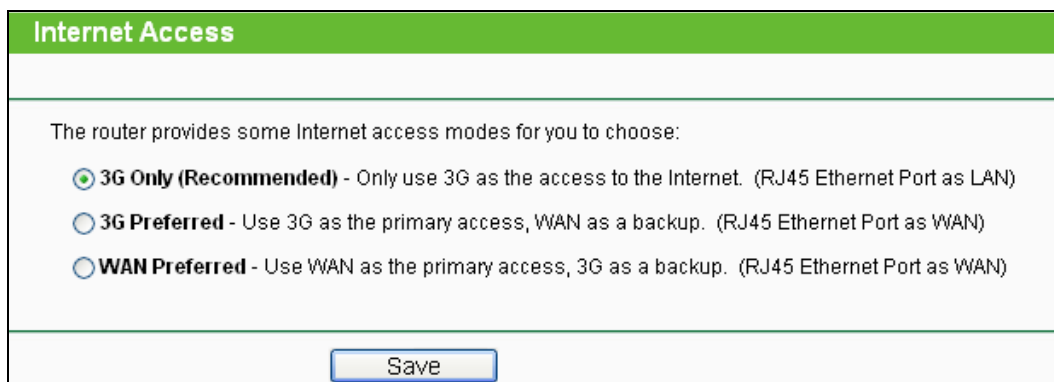 Internet Access
The router provides some Internet access modes for you to choose:
3G Only (Recommended) - Only use 3G as the access to the Internet. (RJ45 Ethernet Port as LAN)
3G Preferred - Use 3G as the primary access, WAN as a backup. (RJ45 Ethernet Port as WAN)
WAN Preferred - Use WAN as the primary access, 3G as a backup. (RJ45 Ethernet Port as WAN)
Save